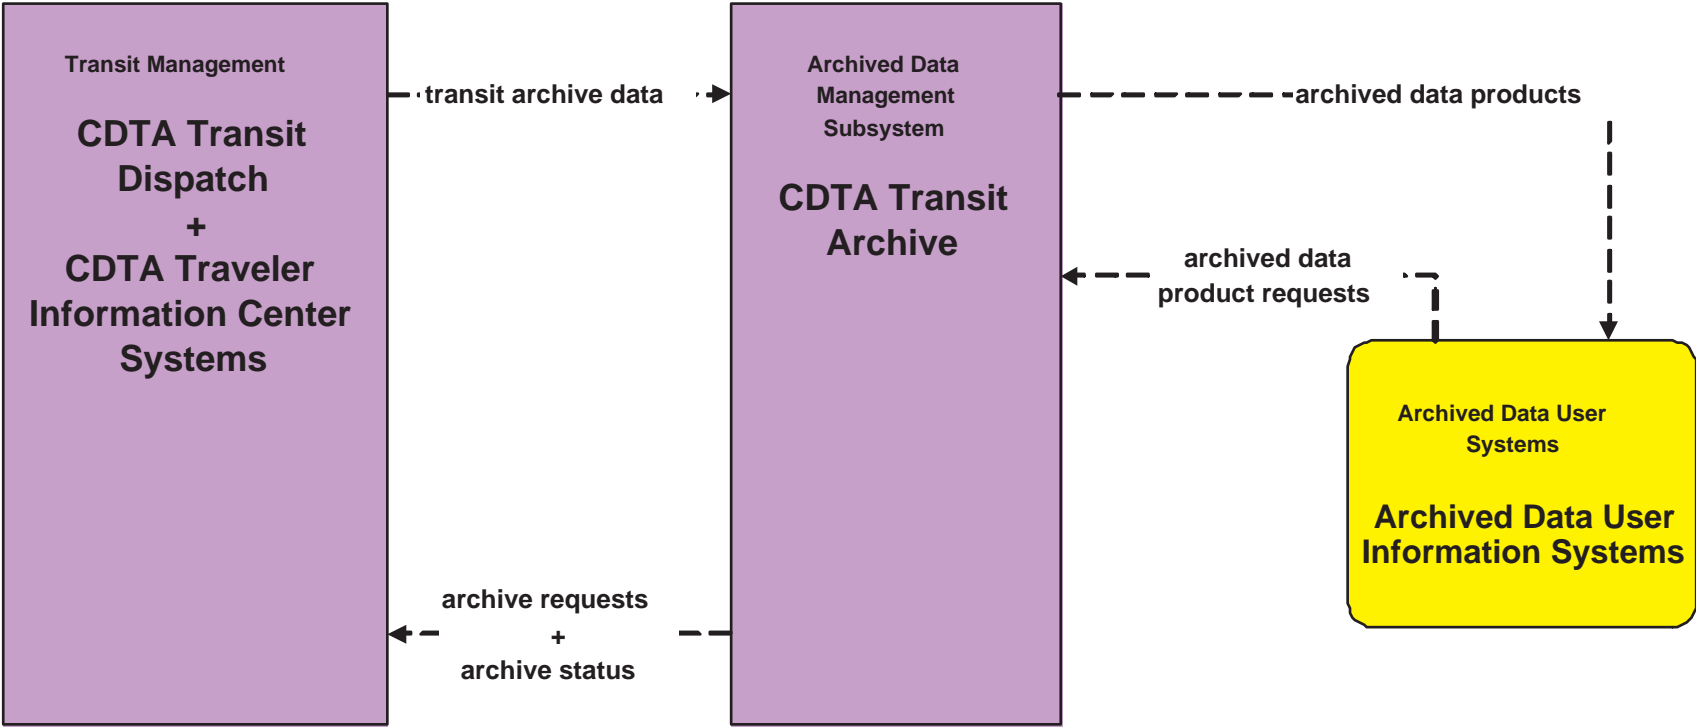 Transit Management
CDTA Transit
Dispatch
+
CDTA Traveler
Information Center
Systems
transit archive data
Archived Data
Management
Subsystem
CDTA Transit
Archive
archived data products
archived data
product requests
Archived Data User
Systems
Archived Data User
Information Systems
archive requests
+
archive status